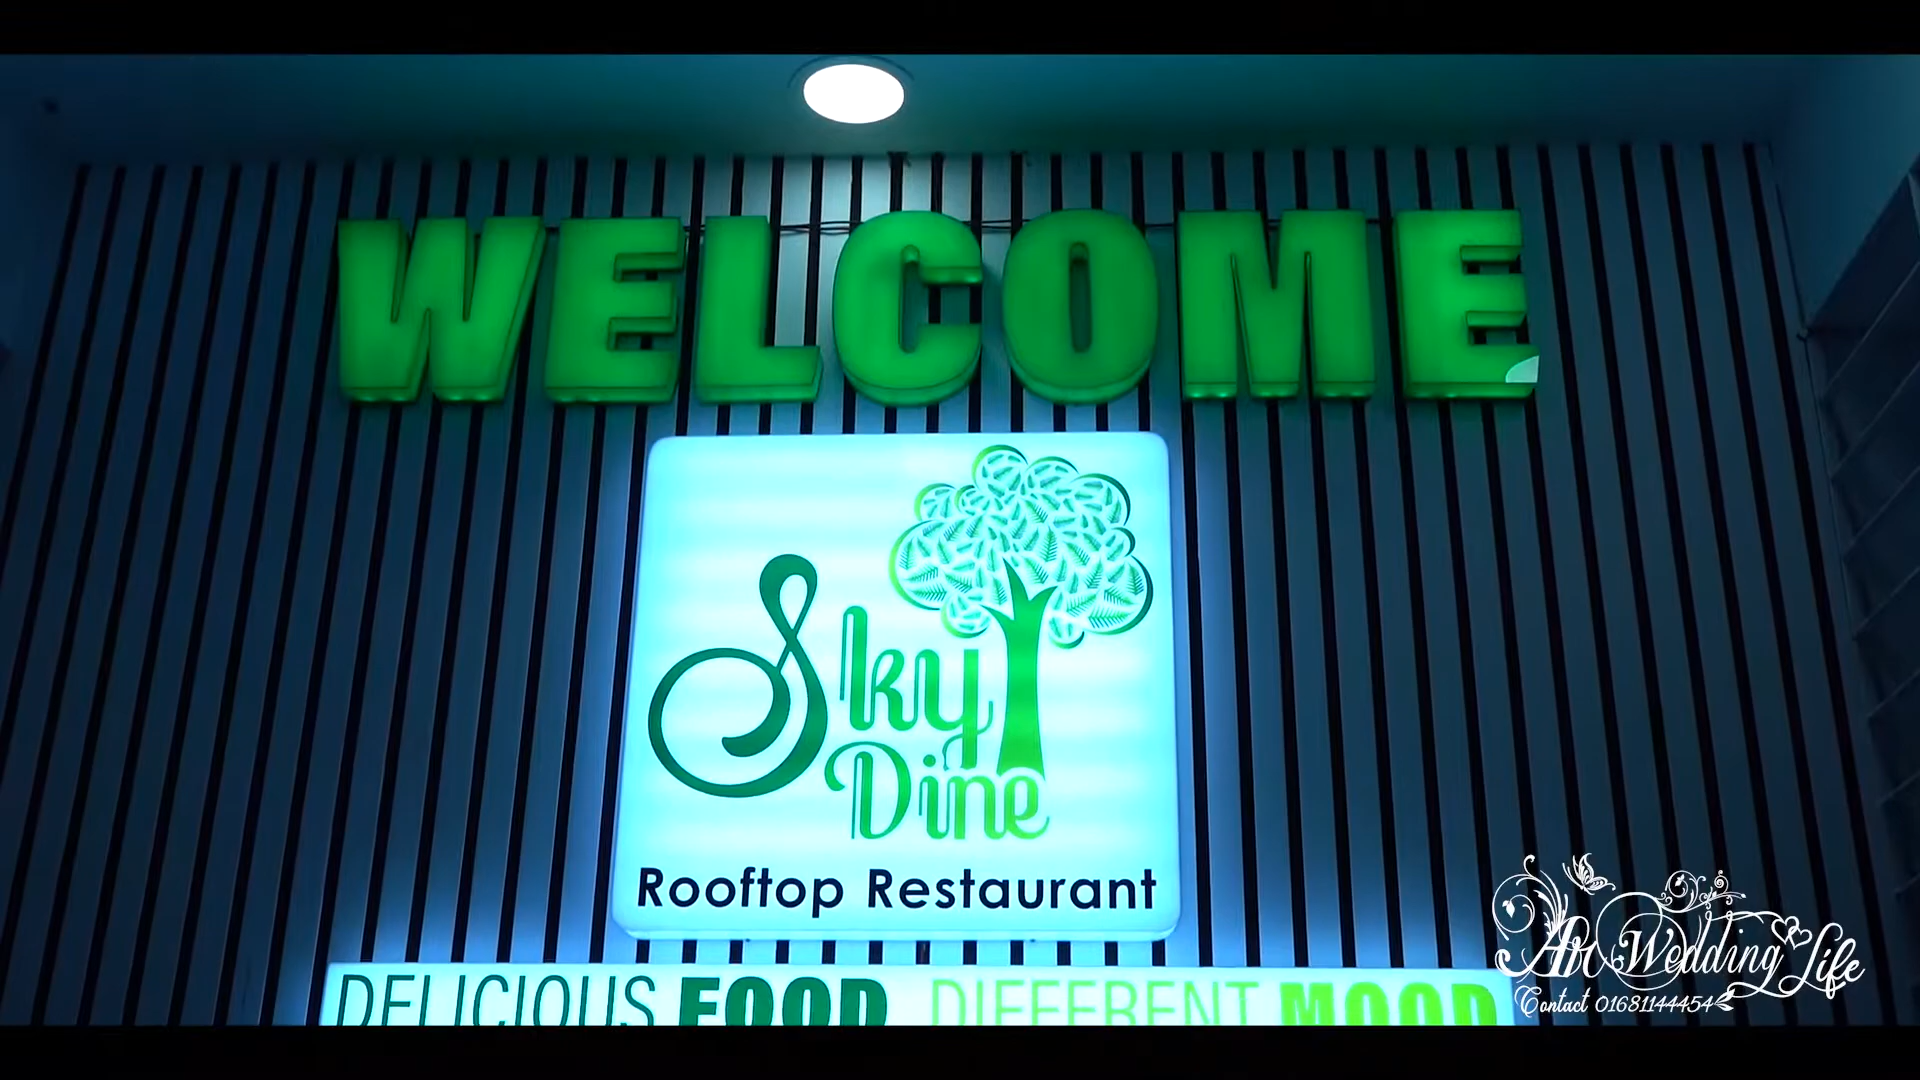 WELCOME
Sky
Dine
Rooftop Restaurant
DELICIOUS FOOD DIFFERENT MOOD
AR Wedding Life
Contact 01681144454